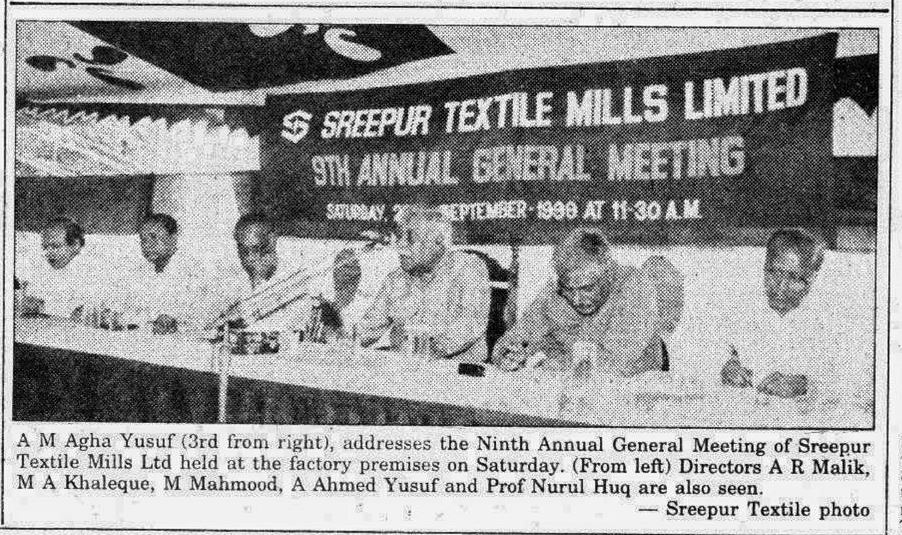 SREEPUR TEXTILE MILLS LIMITED
9TH ANNUAL GENERAL MEETING
SATURDAY, SEPTEMBER-1999 AT 11-30 A.M.
A M Agha Yusuf (3rd from right), addresses the Ninth Annual General Meeting of Sreepur
Textile Mills Ltd held at the factory premises on Saturday. (From left) Directors A R Malik,
M A Khaleque, M Mahmood, A Ahmed Yusuf and Prof Nurul Huq are also seen.
— Sreepur Textile photo